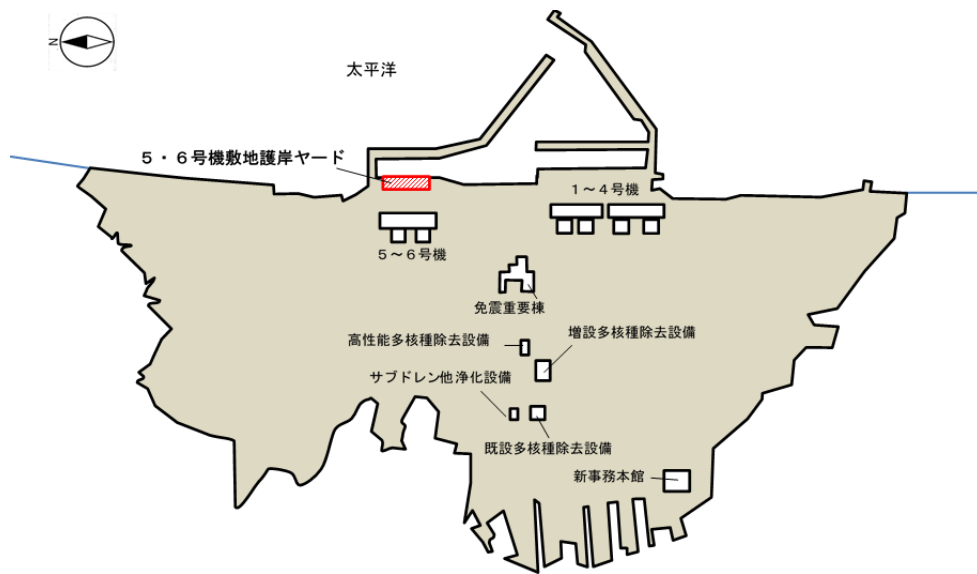 N
太平洋
５・６号機敷地護岸ヤード
１～４号機
５～６号機
免震重要棟
高性能多核種除去設備
増設多核種除去設備
サブドレン他浄化設備
既設多核種除去設備
新事務本館